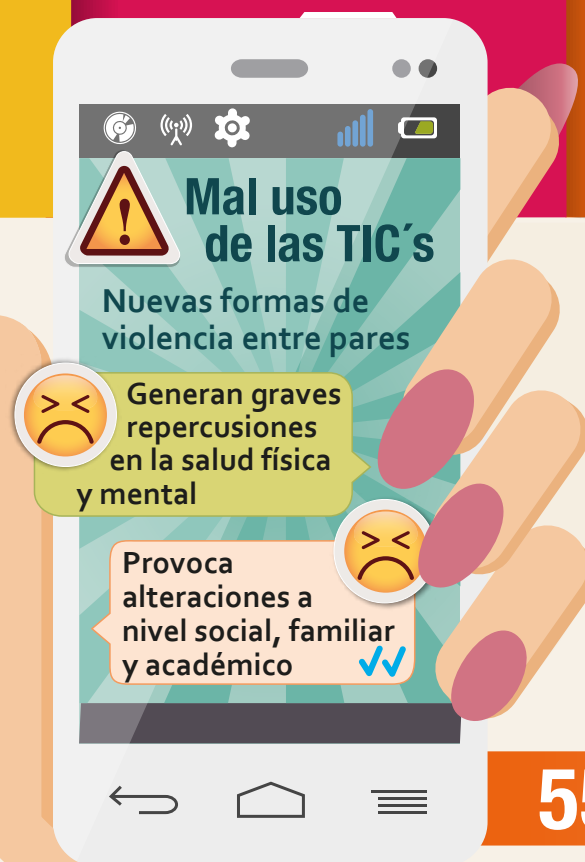 Mal uso
de las TIC´s
Nuevas formas de
violencia entre pares
Generan graves
repercusiones
en la salud física
y mental
Provoca
alteraciones a
nivel social, familiar
y académico